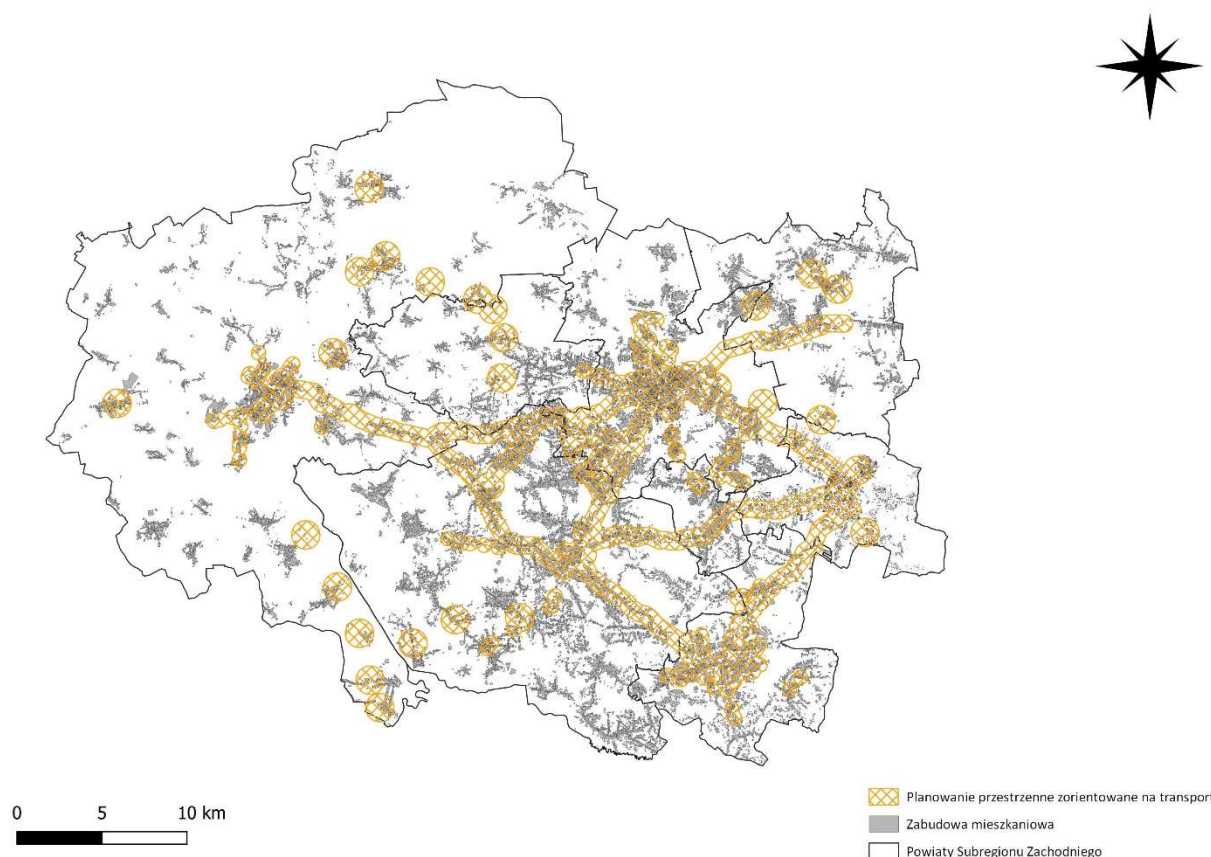 0 5 10 km
Planowanie przestrzenne zorientowane na transport
Zabudowa mieszkaniowa
Powiaty Subregionu Zachodniego